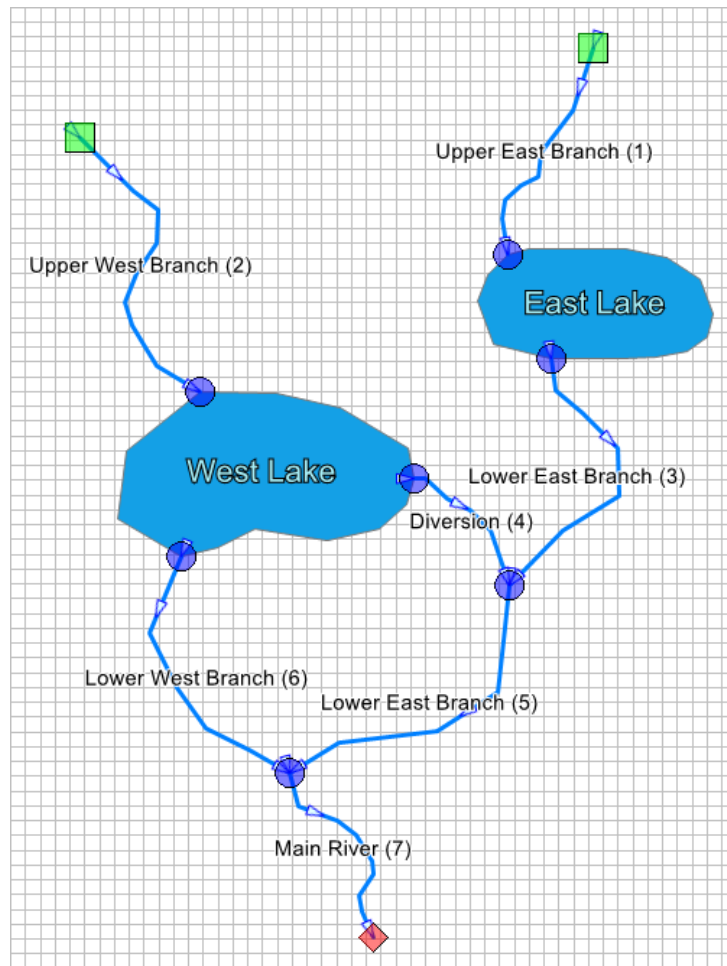 Upper East Branch (1)
Upper West Branch (2)
East Lake
West Lake
Lower East Branch (3)
Diversion (4)
Lower West Branch (6)
Lower East Branch (5)
Main River (7)